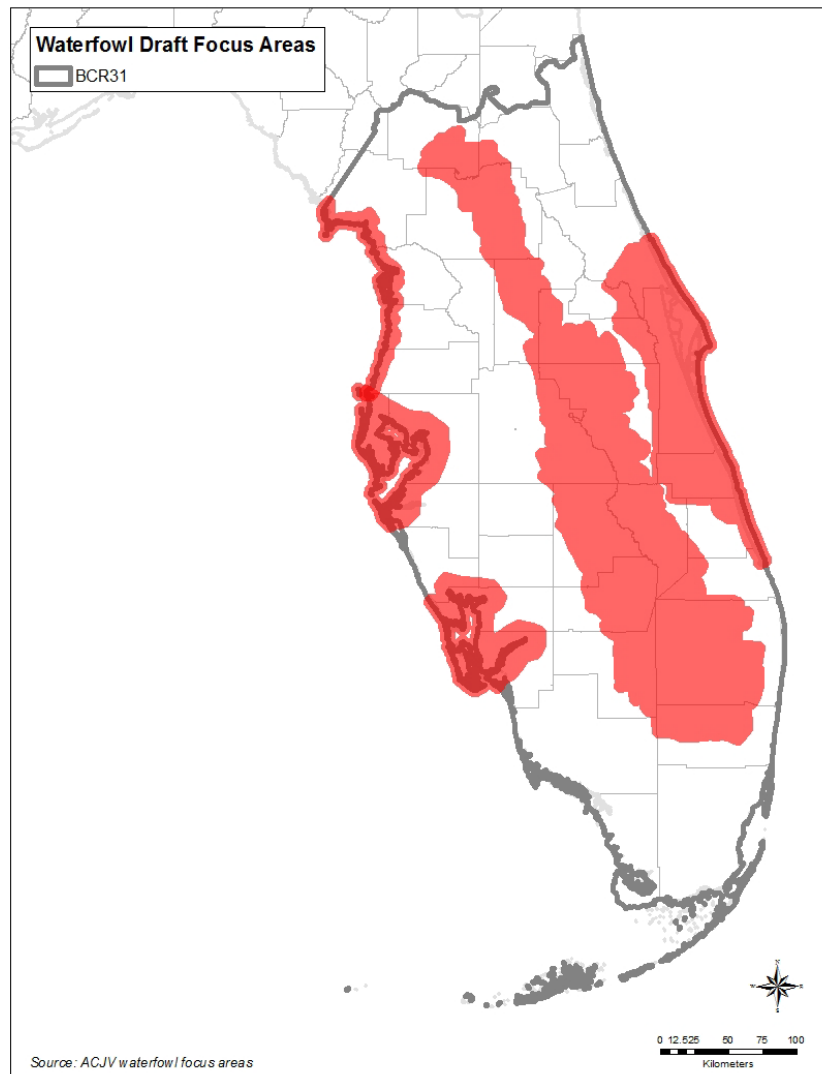 Waterfowl Draft Focus Areas
BCR31
N
W
E
S
0 12.525 50 75 100
Kilometers
Source: ACJV waterfowl focus areas